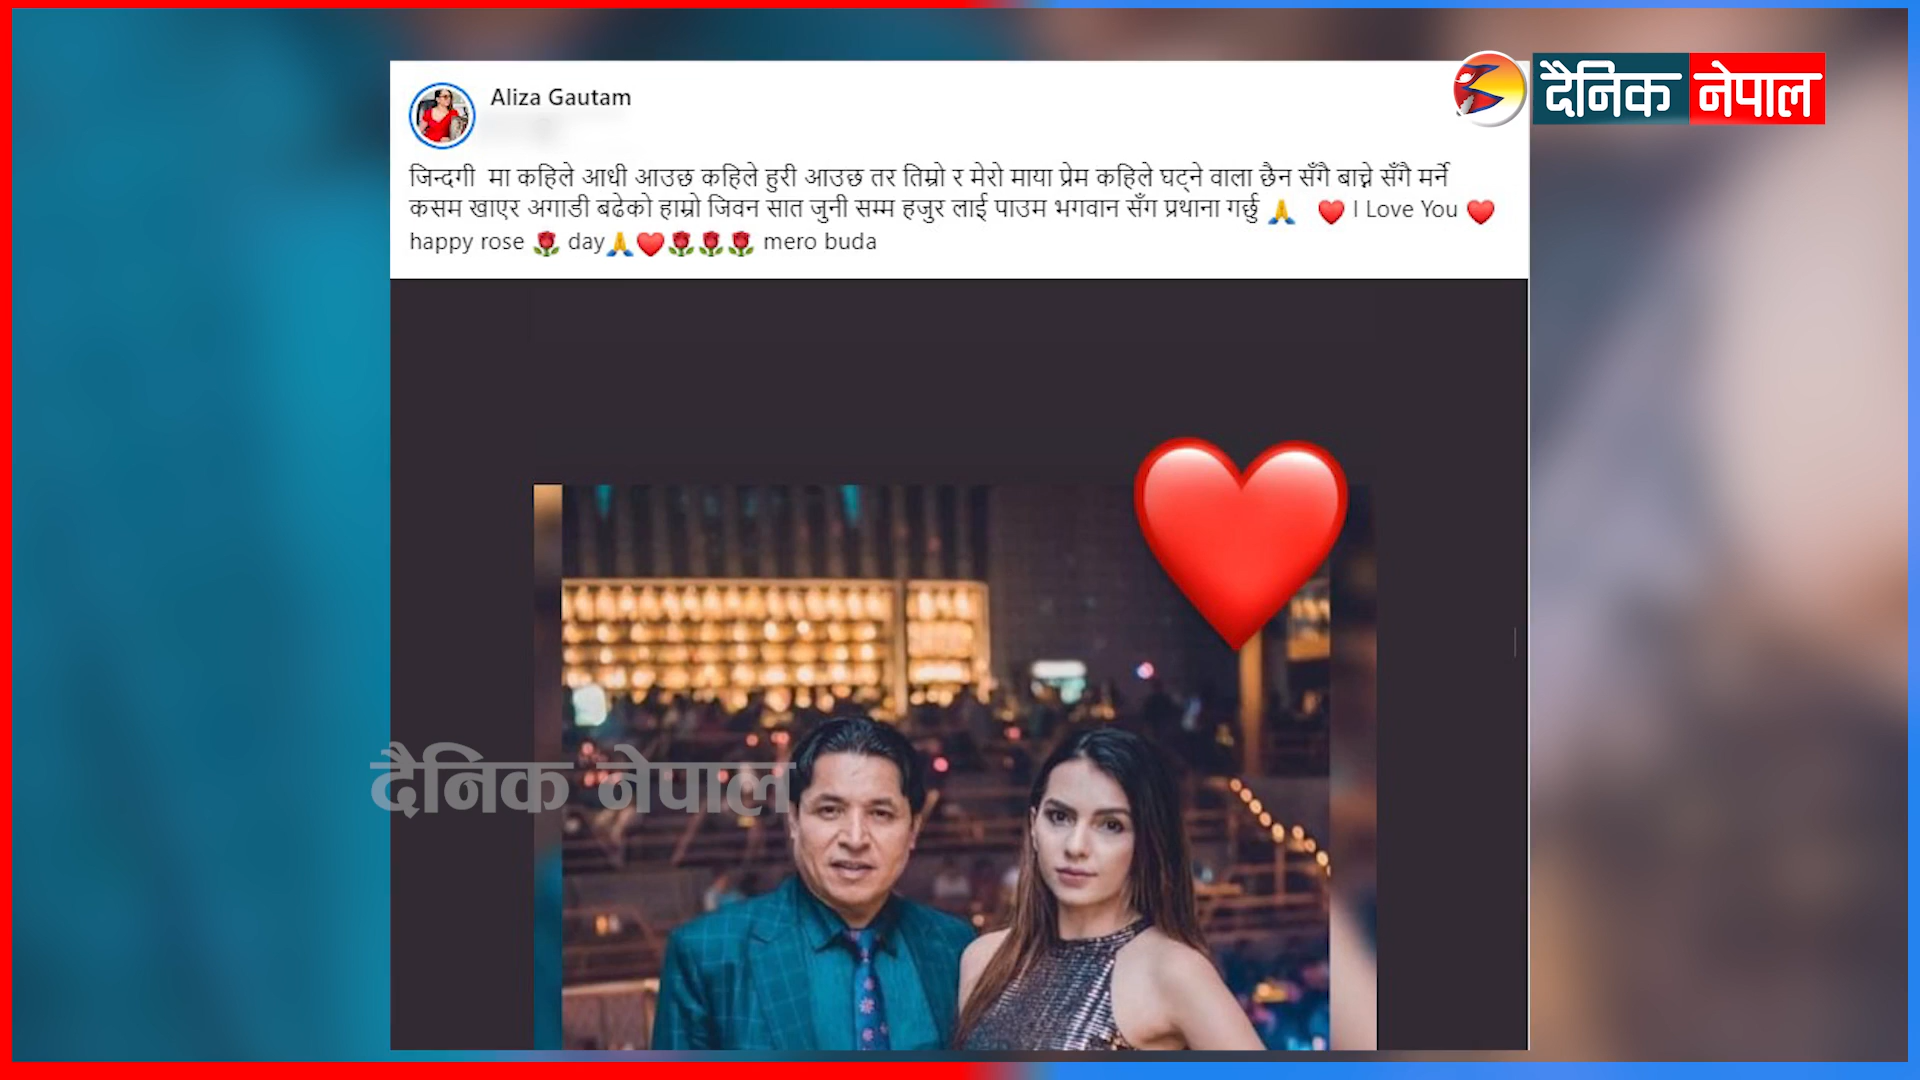 Aliza Gautam
दैनिक नेपाल
जिन्दगी मा कहिले आधी आउछ कहिले हुरी आउछ तर तिम्रो र मेरो माया प्रेम कहिले घट्ने वाला छैन सँगै बाच्ने सँगै मर्ने
कसम खाएर अगाडी बढेको हाम्रो जिवन सात जुनी सम्म हजुर लाई पाउम भगवान सँग प्रथाना गर्छु 🙏 ❤️ I Love You ❤️
happy rose 🌹 day🙏❤️🌹🌹🌹 mero buda
दैनिक नेपाल